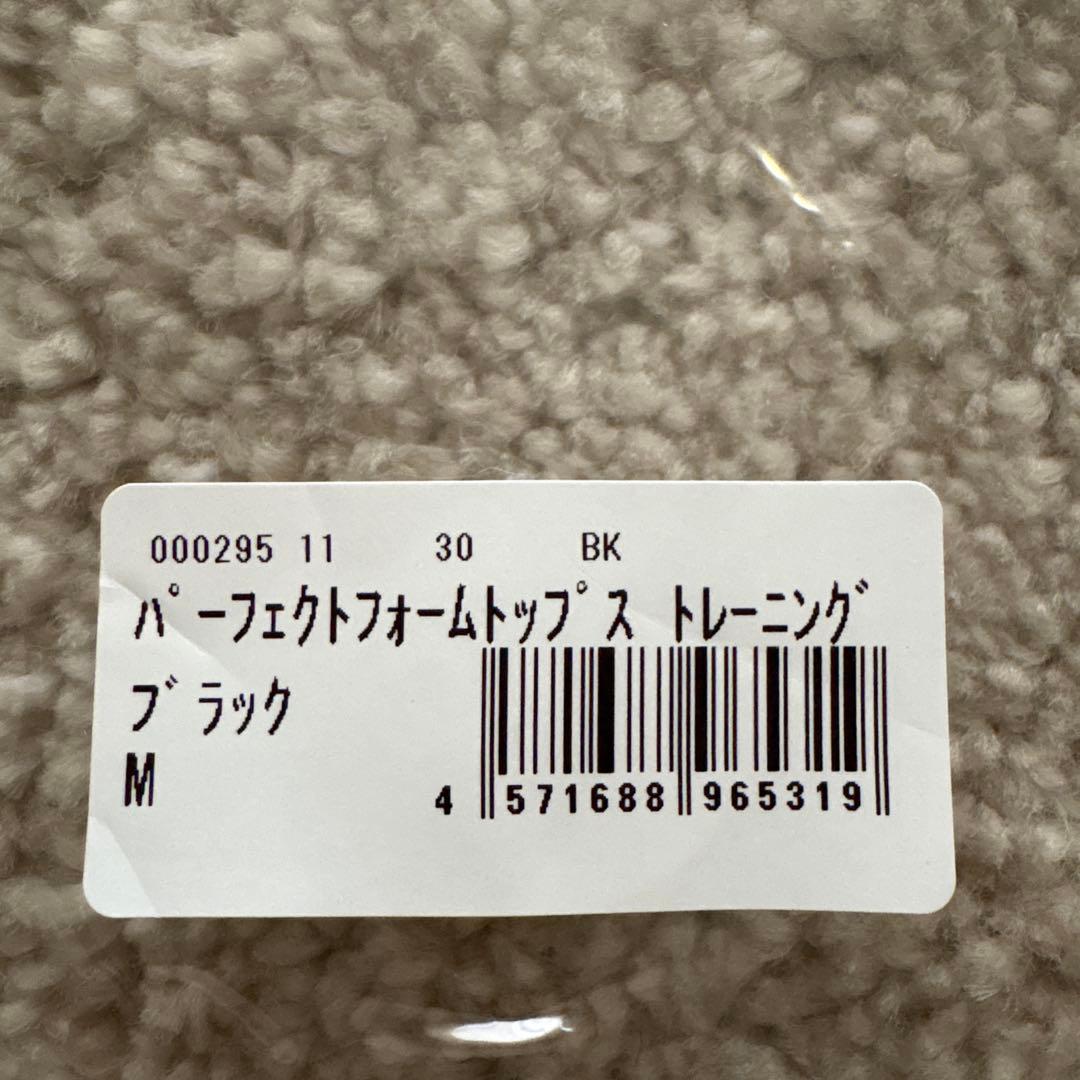 000295 11 30 BK
ﾊﾟｰﾌｪｸﾄﾌｫｰﾑﾄｯﾌﾟｽ ﾄﾚｰﾆﾝｸﾞ
ﾌﾞﾗｯｸ
M
4 571688 965319